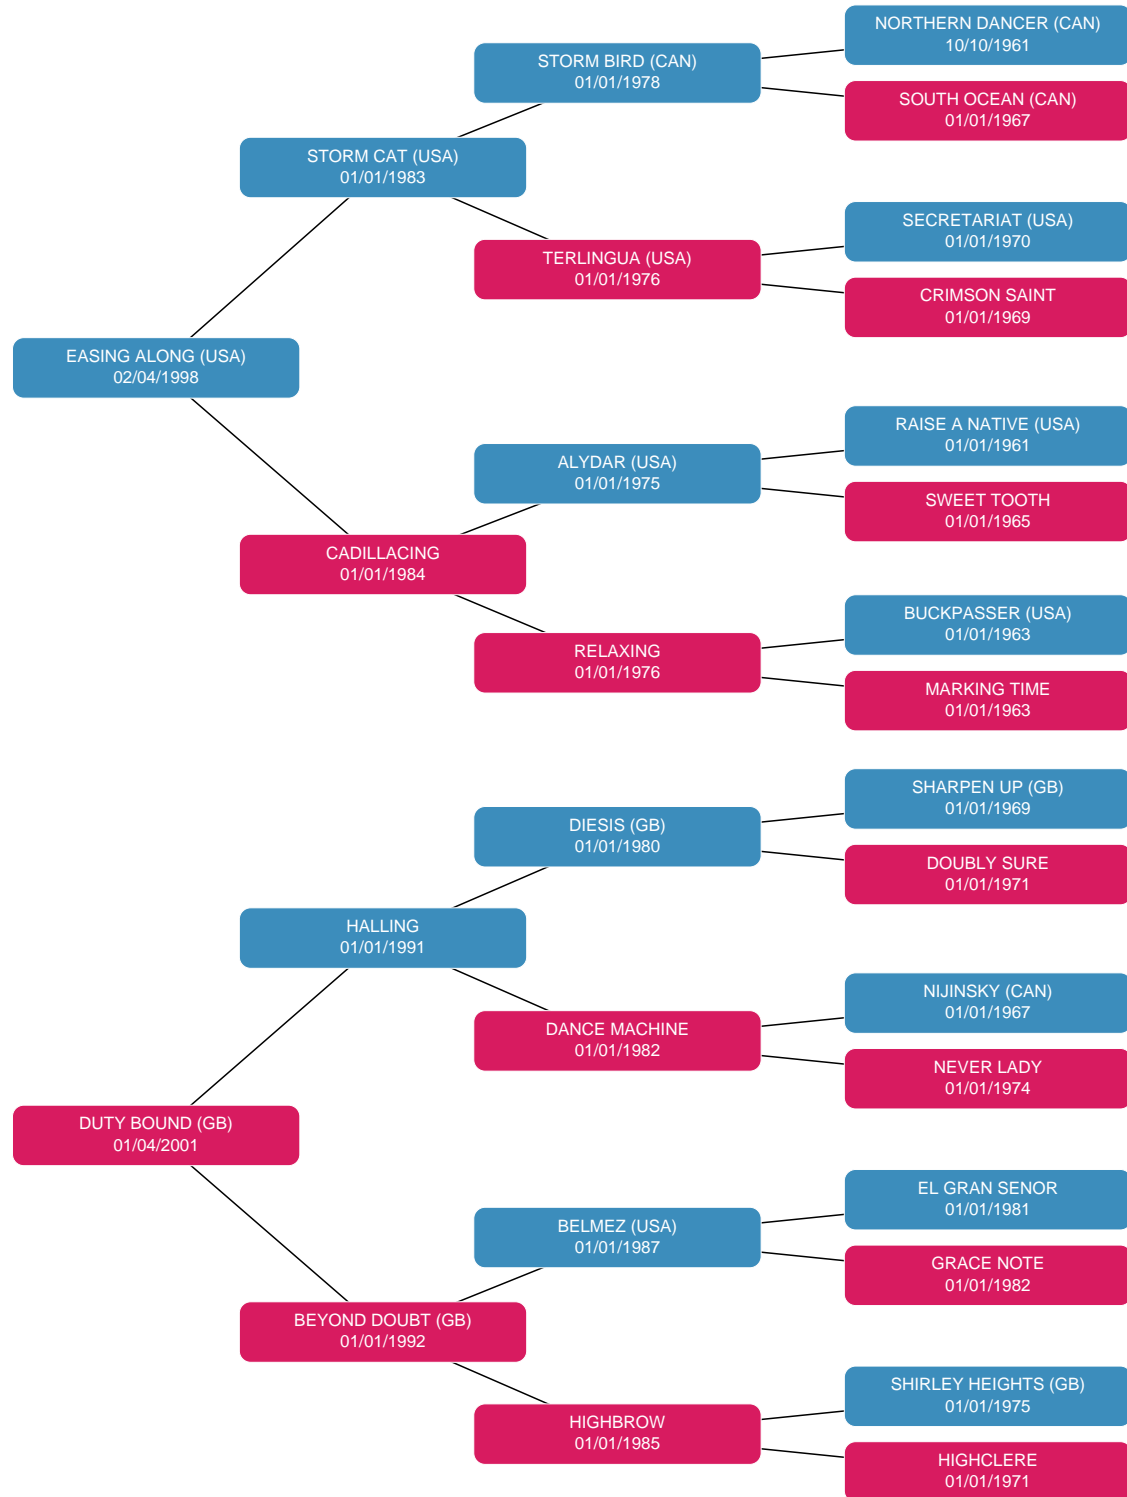 NORTHERN DANCER (CAN)
10/10/1961
STORM BIRD (CAN)
01/01/1978
SOUTH OCEAN (CAN)
01/01/1967
STORM CAT (USA)
01/01/1983
SECRETARIAT (USA)
01/01/1970
TERLINGUA (USA)
01/01/1976
CRIMSON SAINT
01/01/1969
EASING ALONG (USA)
02/04/1998
RAISE A NATIVE (USA)
01/01/1961
ALYDAR (USA)
01/01/1975
SWEET TOOTH
01/01/1965
CADILLACING
01/01/1984
BUCKPASSER (USA)
01/01/1963
RELAXING
01/01/1976
MARKING TIME
01/01/1963
SHARPEN UP (GB)
01/01/1969
DIESIS (GB)
01/01/1980
DOUBLY SURE
01/01/1971
HALLING
01/01/1991
NIJINSKY (CAN)
01/01/1967
DANCE MACHINE
01/01/1982
NEVER LADY
01/01/1974
DUTY BOUND (GB)
01/04/2001
EL GRAN SENOR
01/01/1981
BELMEZ (USA)
01/01/1987
GRACE NOTE
01/01/1982
BEYOND DOUBT (GB)
01/01/1992
SHIRLEY HEIGHTS (GB)
01/01/1975
HIGHBROW
01/01/1985
HIGHCLERE
01/01/1971